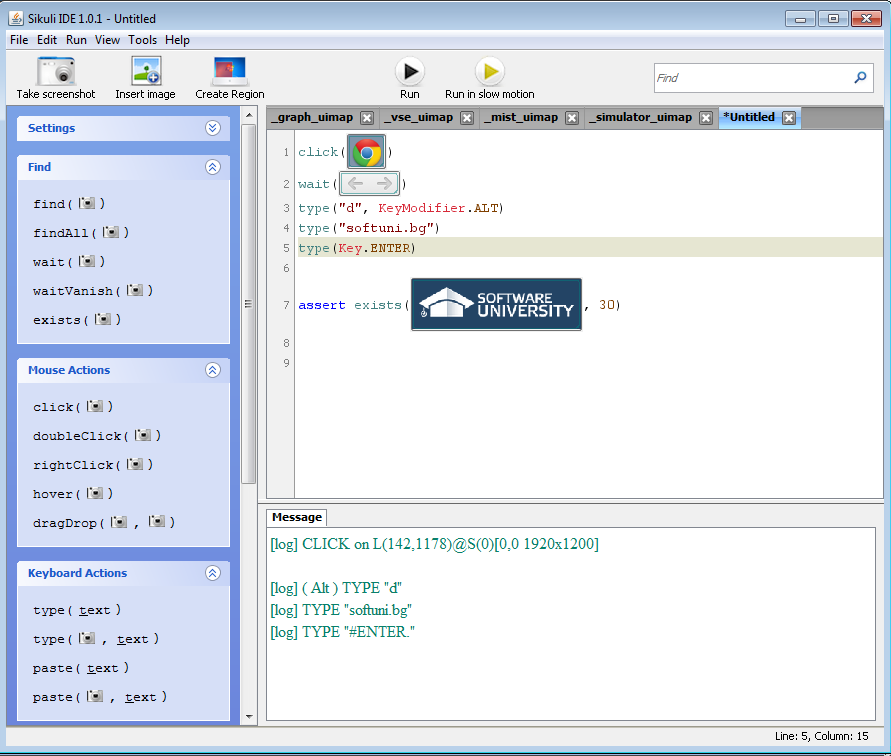 Sikuli IDE 1.0.1 - Untitled
File Edit Run View Tools Help
Take screenshot Insert image Create Region Run Run in slow motion Find
_graph_uimap _vse_uimap _mist_uimap _simulator_uimap *Untitled
Settings
Find
find( )
findAll( )
wait( )
waitVanish( )
exists( )
Mouse Actions
click( )
doubleClick( )
rightClick( )
hover( )
dragDrop( , )
Keyboard Actions
type( text )
type( , text )
paste( text )
paste( , text )
1 click( )
2 wait( )
3 type("d", KeyModifier.ALT)
4 type("softuni.bg")
5 type(Key.ENTER)
6
7 assert exists( SOFTWARE UNIVERSITY , 30)
8
9
Message
[log] CLICK on L(142,1178)@S(0)[0,0 1920x1200]
[log] ( Alt ) TYPE "d"
[log] TYPE "softuni.bg"
[log] TYPE "#ENTER."
Line: 5, Column: 15